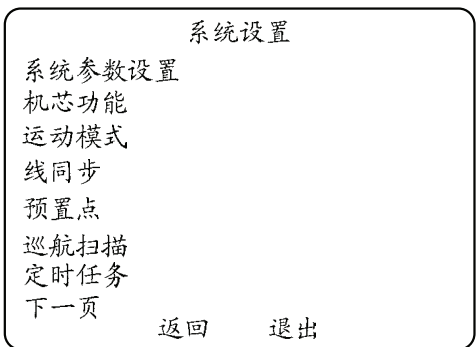 系统设置
系统参数设置
机芯功能
运动模式
线同步
预置点
巡航扫描
定时任务
下一页
返回 退出